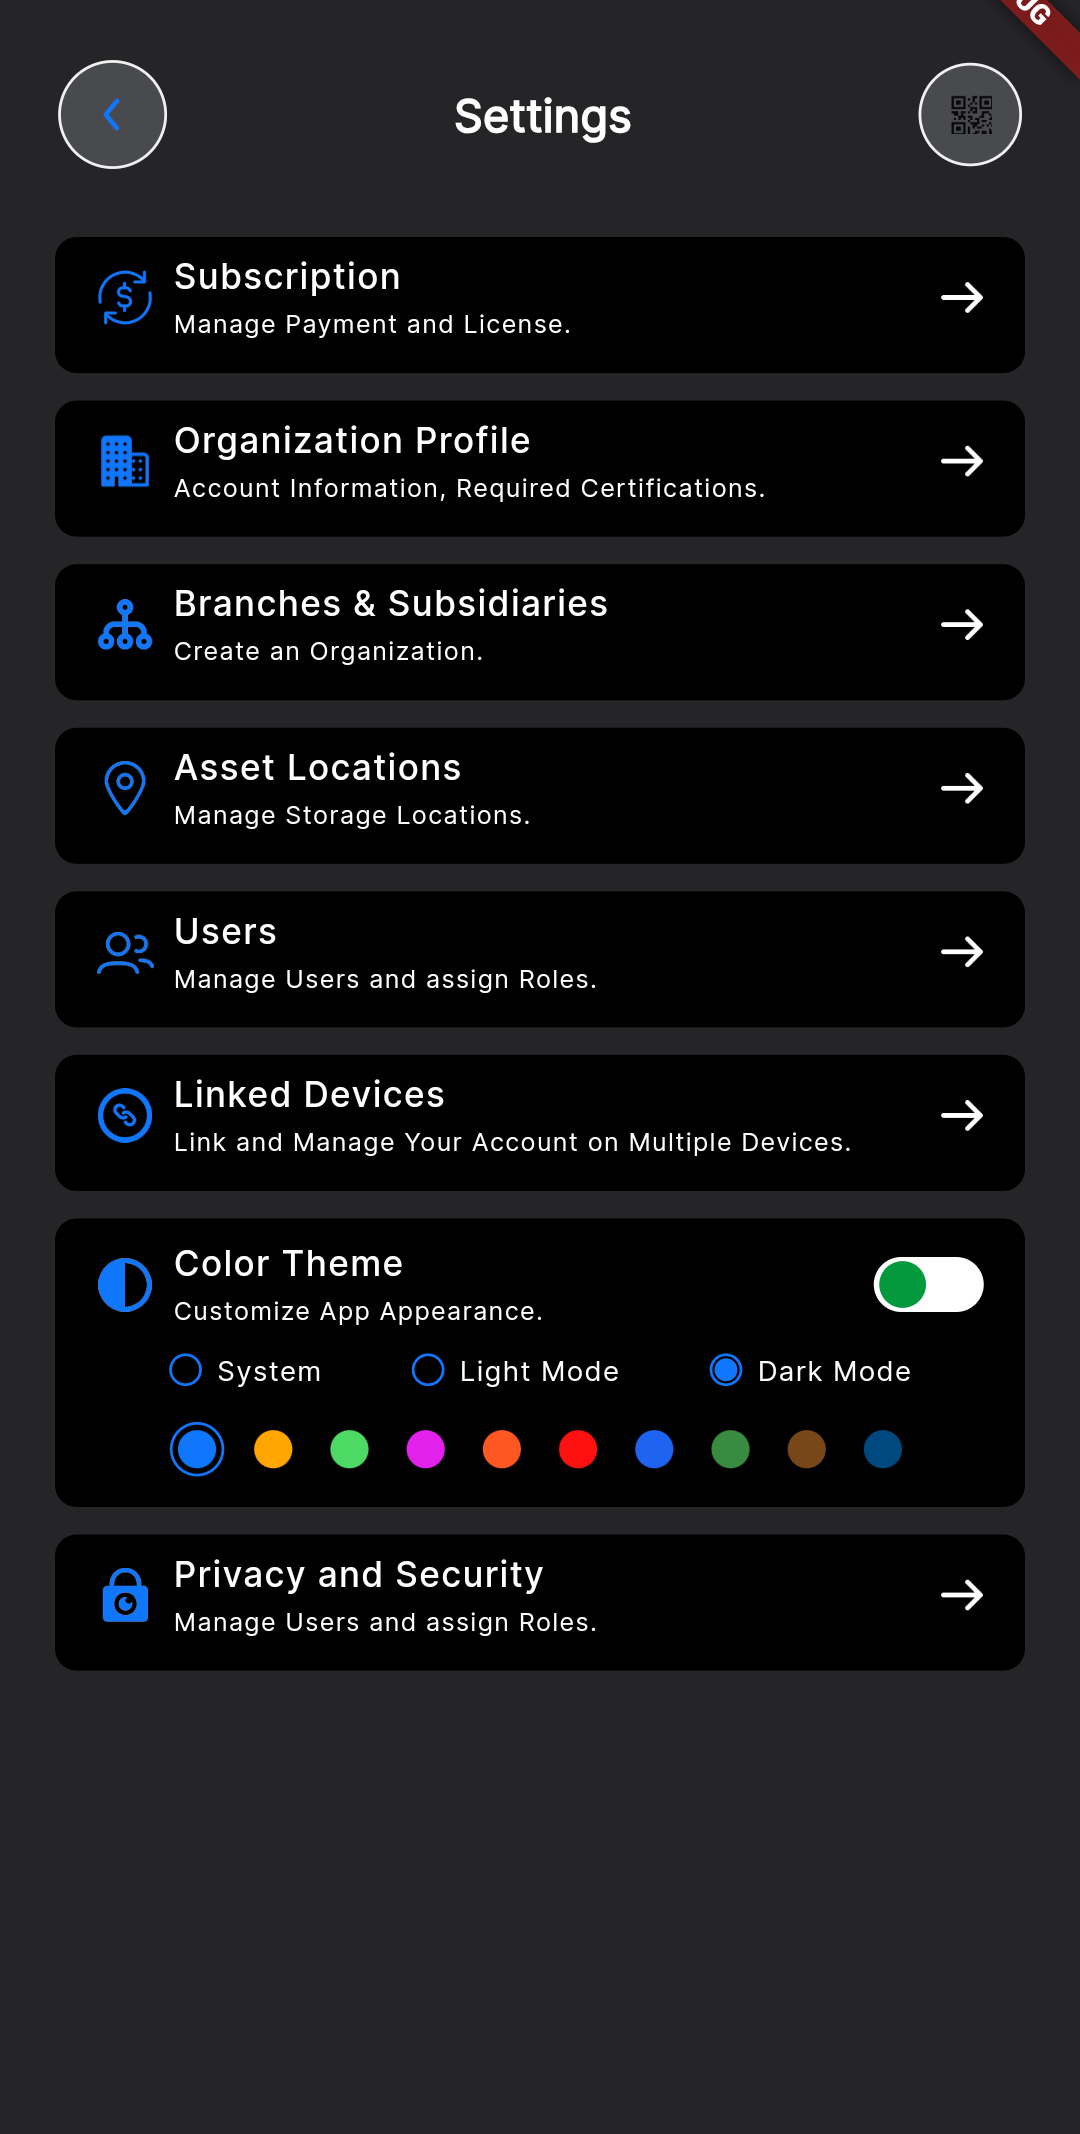 UG
Settings
Subscription
Manage Payment and License.
Organization Profile
Account Information, Required Certifications.
Branches & Subsidiaries
Create an Organization.
Asset Locations
Manage Storage Locations.
Users
Manage Users and assign Roles.
Linked Devices
Link and Manage Your Account on Multiple Devices.
Color Theme
Customize App Appearance.
System Light Mode Dark Mode
Privacy and Security
Manage Users and assign Roles.